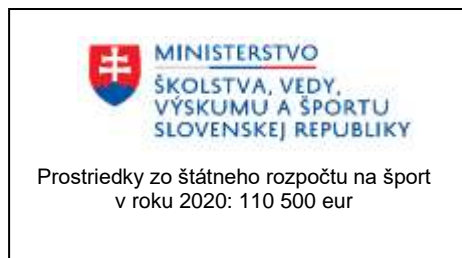 MINISTERSTVO
ŠKOLSTVA, VEDY,
VÝSKUMU A ŠPORTU
SLOVENSKEJ REPUBLIKY
Prostriedky zo štátneho rozpočtu na šport
v roku 2020: 110 500 eur